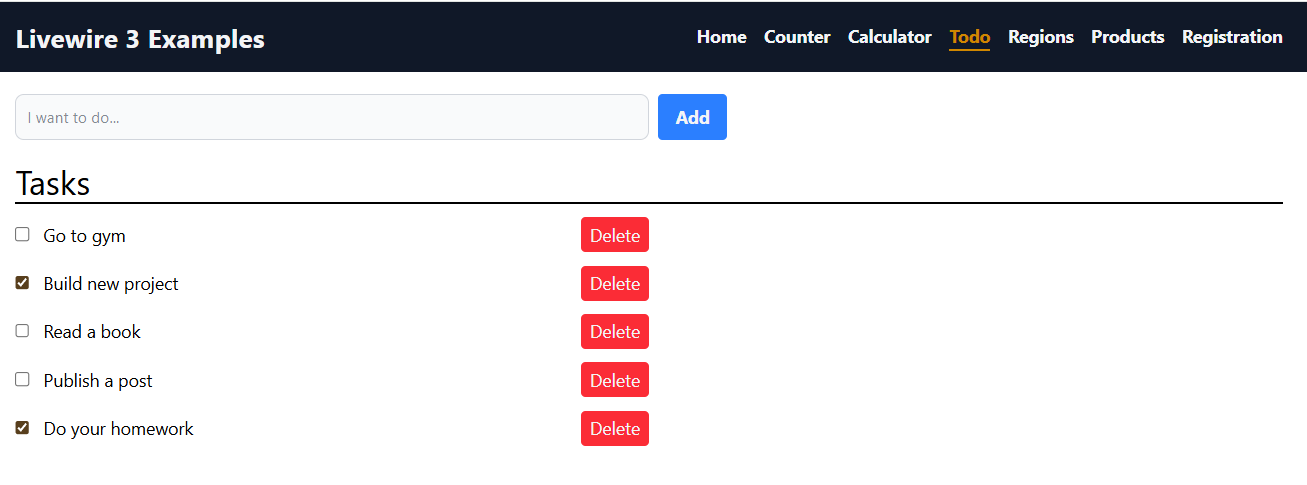 Livewire 3 Examples Home Counter Calculator Todo Regions Products Registration
I want to do... Add
Tasks
Go to gym Delete
Build new project Delete
Read a book Delete
Publish a post Delete
Do your homework Delete